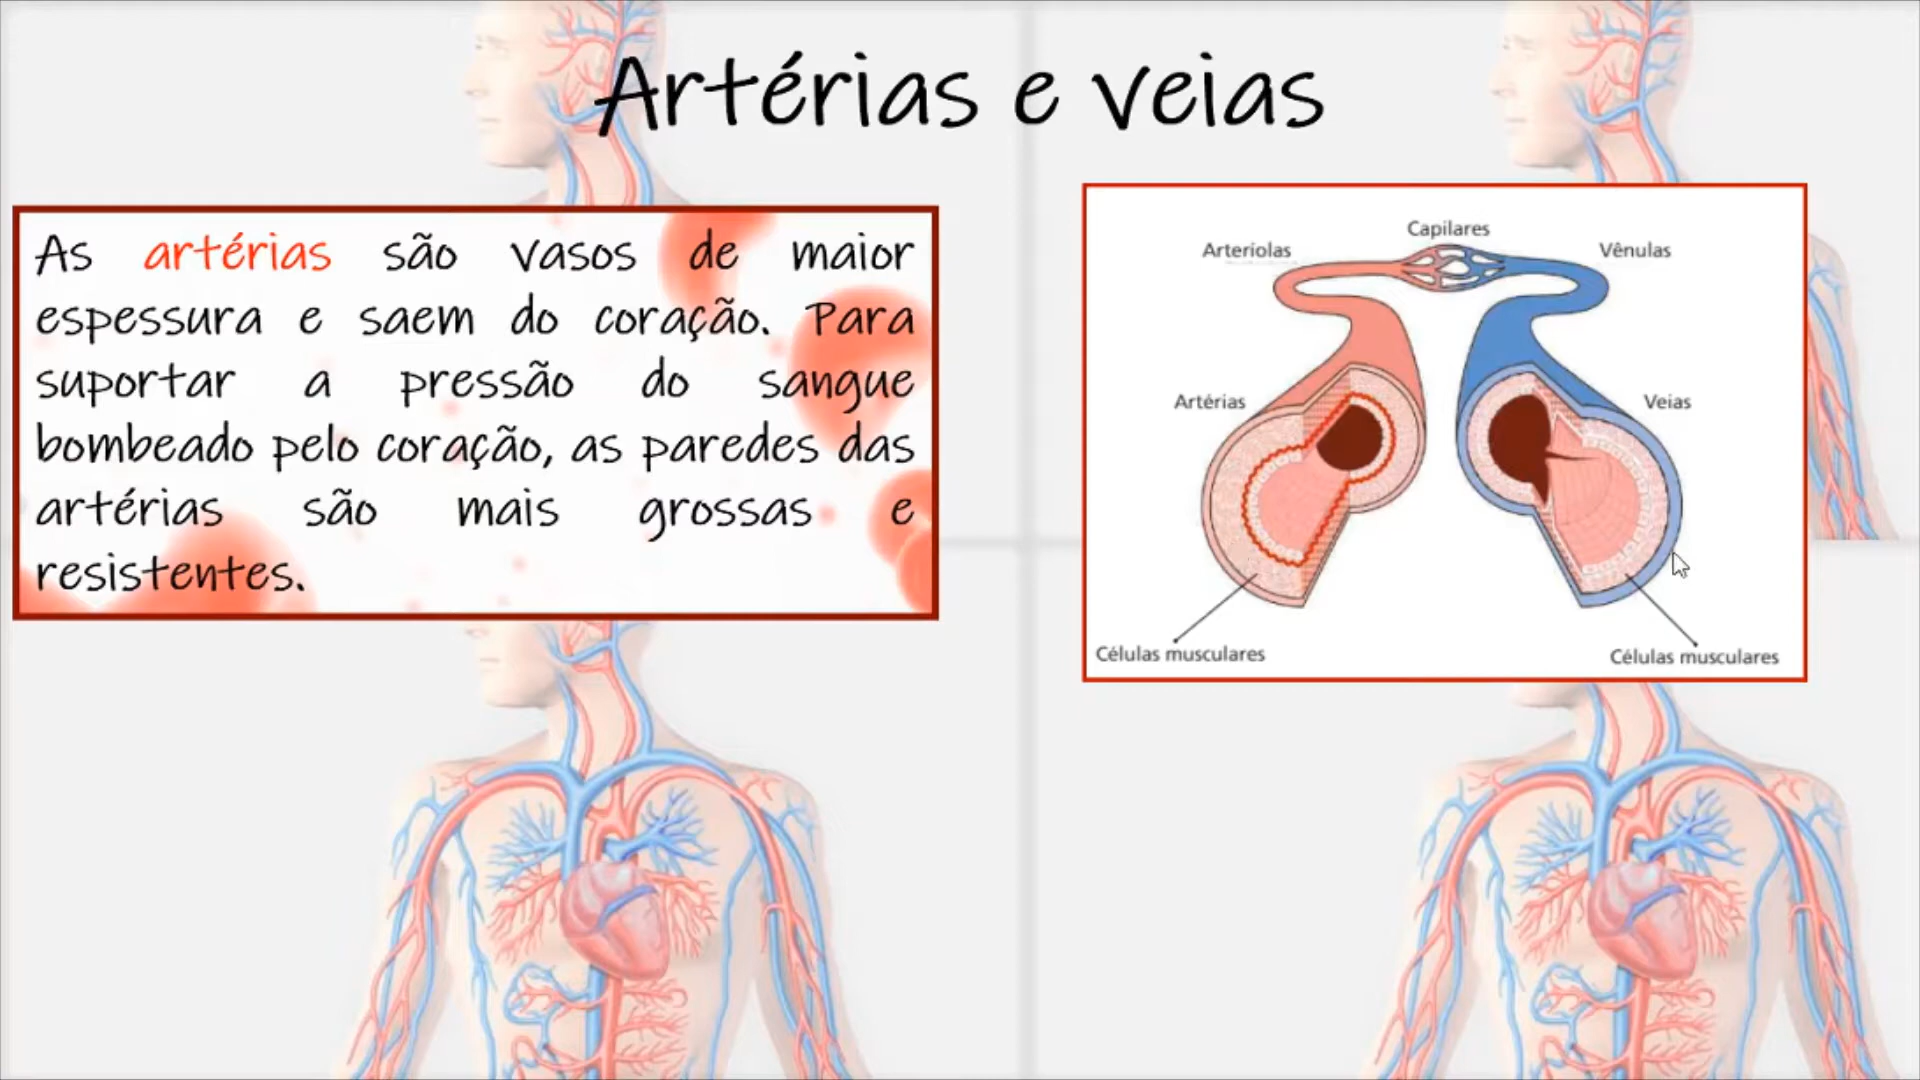 Artérias e veias
As artérias são vasos de maior
espessura e saem do coração. Para
suportar a pressão do sangue
bombeado pelo coração, as paredes das
artérias são mais grossas e
resistentes.
Capilares
Arteríolas
Vênulas
Artérias
Veias
Células musculares
Células musculares